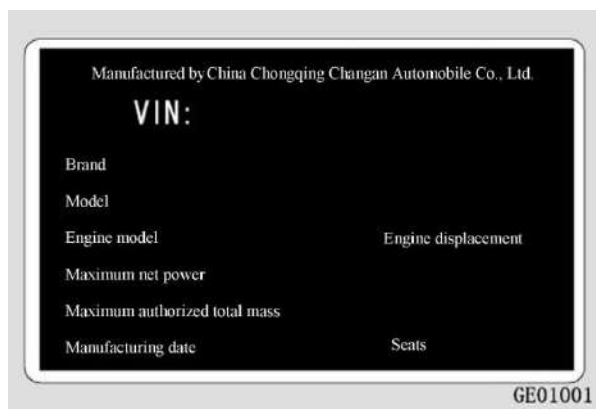 Manufactured by China Chongqing Changan Automobile Co., Ltd.
VIN:
Brand
Model
Engine model Engine displacement
Maximum net power
Maximum authorized total mass
Manufacturing date Seats
GE01001